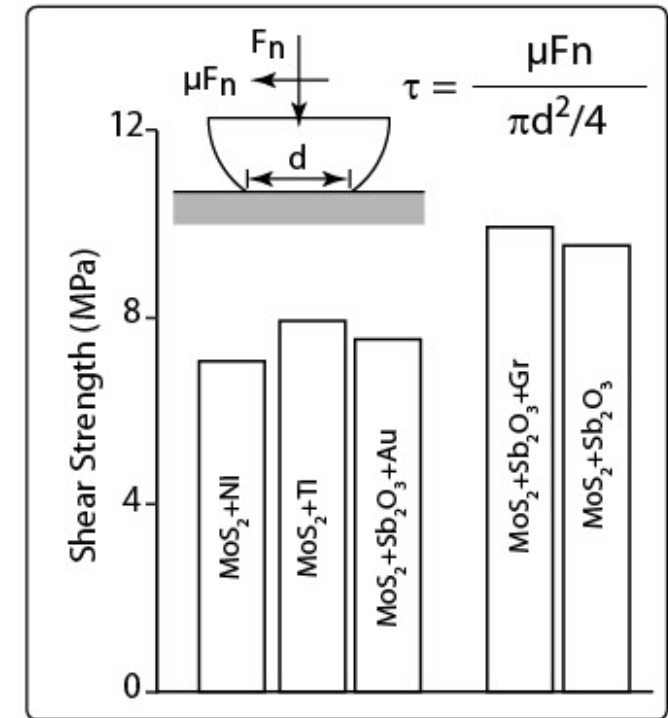 Fn
μFn
τ = μFn / πd²/4
d
12
8
4
0
Shear Strength (MPa)
MoS₂+NI
MoS₂+TI
MoS₂+Sb₂O₃+Au
MoS₂+Sb₂O₃+Gr
MoS₂+Sb₂O₃